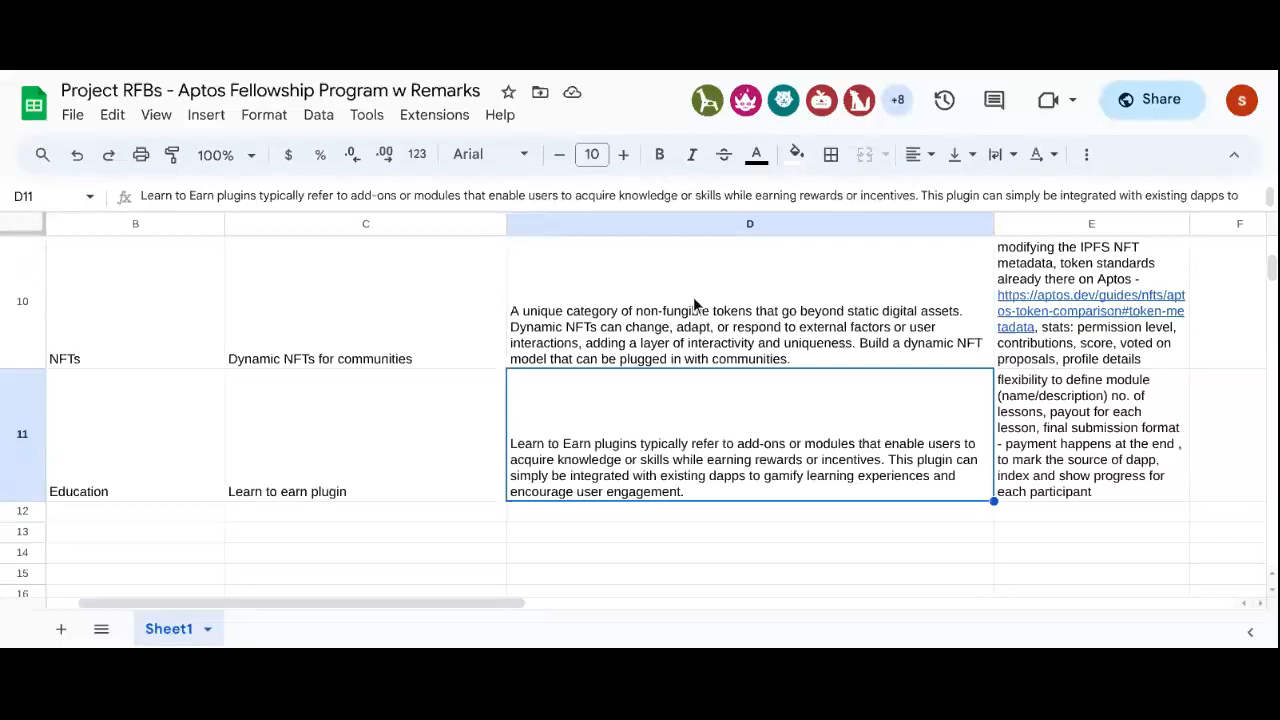 Project RFBs - Aptos Fellowship Program w Remarks
+8
Share
S
File Edit View Insert Format Data Tools Extensions Help
100% $ % .0 .00 123 Arial 10 B I S A A
D11 fx Learn to Earn plugins typically refer to add-ons or modules that enable users to acquire knowledge or skills while earning rewards or incentives. This plugin can simply be integrated with existing dapps to
B C D E F
10
NFTs
Dynamic NFTs for communities
A unique category of non-fungible tokens that go beyond static digital assets.
Dynamic NFTs can change, adapt, or respond to external factors or user
interactions, adding a layer of interactivity and uniqueness. Build a dynamic NFT
model that can be plugged in with communities.
modifying the IPFS NFT
metadata, token standards
already there on Aptos -
https://aptos.dev/guides/nfts/apt
os-token-comparison#token-me
tadata, stats: permission level,
contributions, score, voted on
proposals, profile details
11
Education
Learn to earn plugin
Learn to Earn plugins typically refer to add-ons or modules that enable users to
acquire knowledge or skills while earning rewards or incentives. This plugin can
simply be integrated with existing dapps to gamify learning experiences and
encourage user engagement.
flexibility to define module
(name/description) no. of
lessons, payout for each
lesson, final submission format
- payment happens at the end ,
to mark the source of dapp,
index and show progress for
each participant
12
13
14
15
16
Sheet1